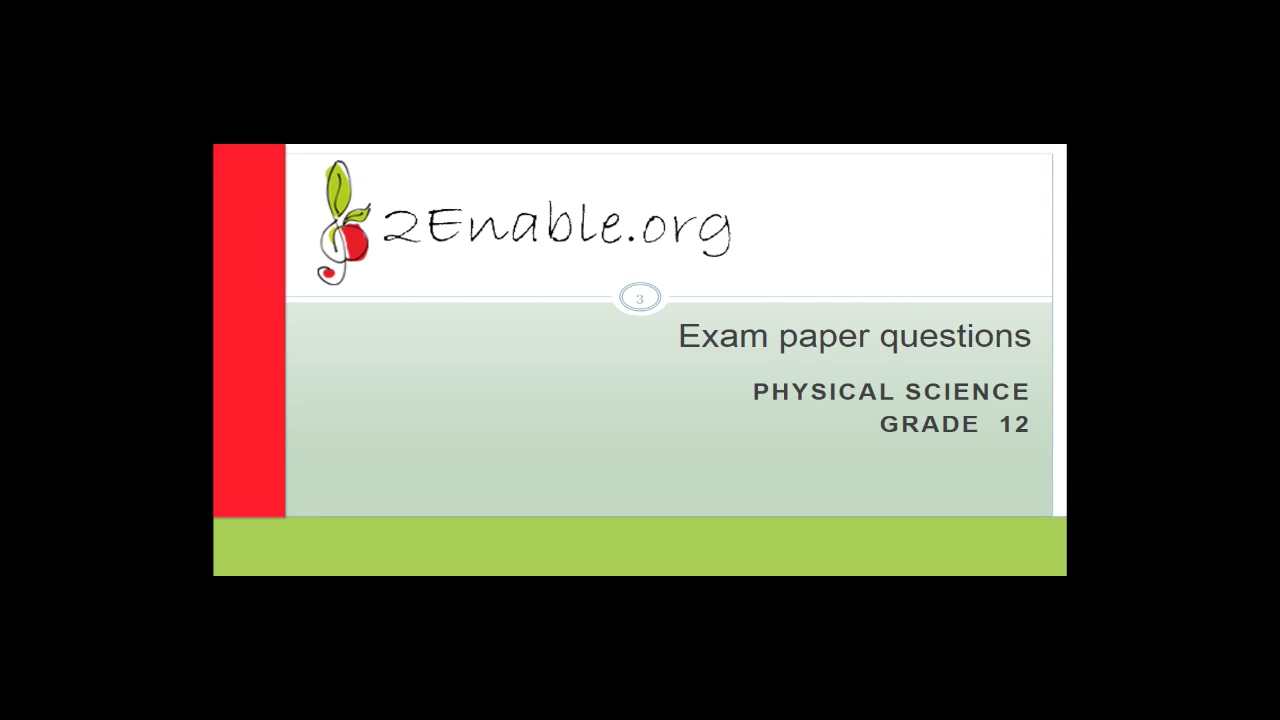 2Enable.org
3
Exam paper questions
PHYSICAL SCIENCE
GRADE 12